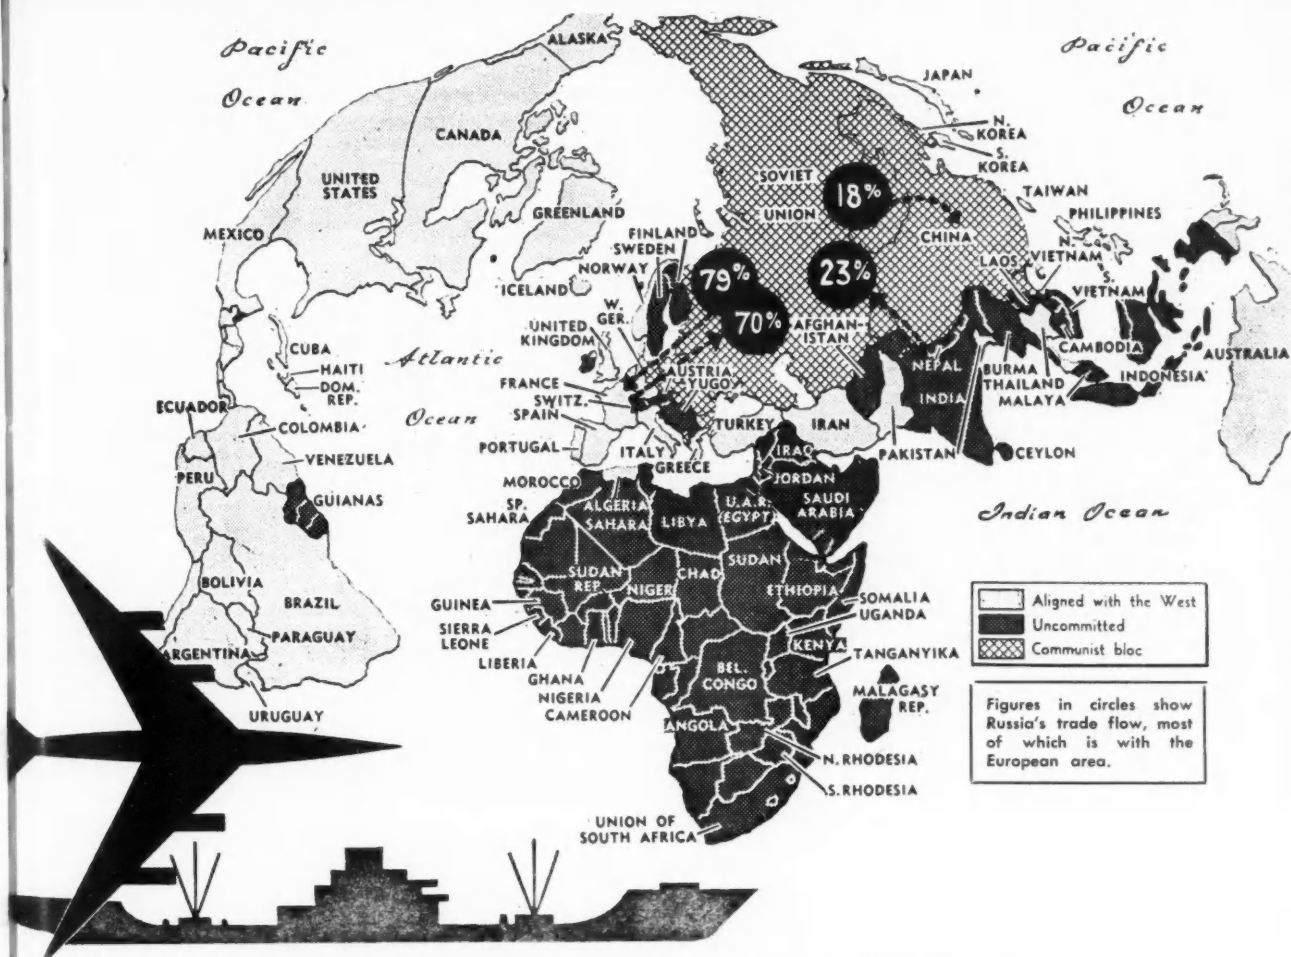 Pacific
Ocean
Pacific
Ocean
ALASKA
CANADA
UNITED
STATES
MEXICO
GREENLAND
ICELAND
FINLAND
SWEDEN
NORWAY
W.
GER.
UNITED
KINGDOM
FRANCE
SWITZ.
SPAIN
PORTUGAL
ITALY
GREECE
AUSTRIA
YUGO.
TURKEY
IRAN
SOVIET
UNION
18%
23%
79%
70%
CHINA
JAPAN
N.
KOREA
S.
KOREA
TAIWAN
PHILIPPINES
LAOS
N.
VIETNAM
S.
VIETNAM
CAMBODIA
AFGHAN-
ISTAN
NEPAL
INDIA
BURMA
THAILAND
MALAYA
INDONESIA
AUSTRALIA
PAKISTAN
CEYLON
Atlantic
Ocean
CUBA
HAITI
DOM.
REP.
ECUADOR
COLOMBIA
VENEZUELA
PERU
GUIANAS
BOLIVIA
BRAZIL
PARAGUAY
ARGENTINA
URUGUAY
MOROCCO
SP.
SAHARA
ALGERIA
SAHARA
LIBYA
U.A.R.
(EGYPT)
IRAQ
JORDAN
SAUDI
ARABIA
Indian Ocean
SUDAN
REP.
NIGER
CHAD
SUDAN
ETHIOPIA
SOMALIA
UGANDA
KENYA
TANGANYIKA
GUINEA
SIERRA
LEONE
LIBERIA
GHANA
NIGERIA
CAMEROON
BEL.
CONGO
ANGOLA
MALAGASY
REP.
N. RHODESIA
S. RHODESIA
UNION OF
SOUTH AFRICA
Aligned with the West
Uncommitted
Communist bloc
Figures in circles show
Russia's trade flow, most
of which is with the
European area.